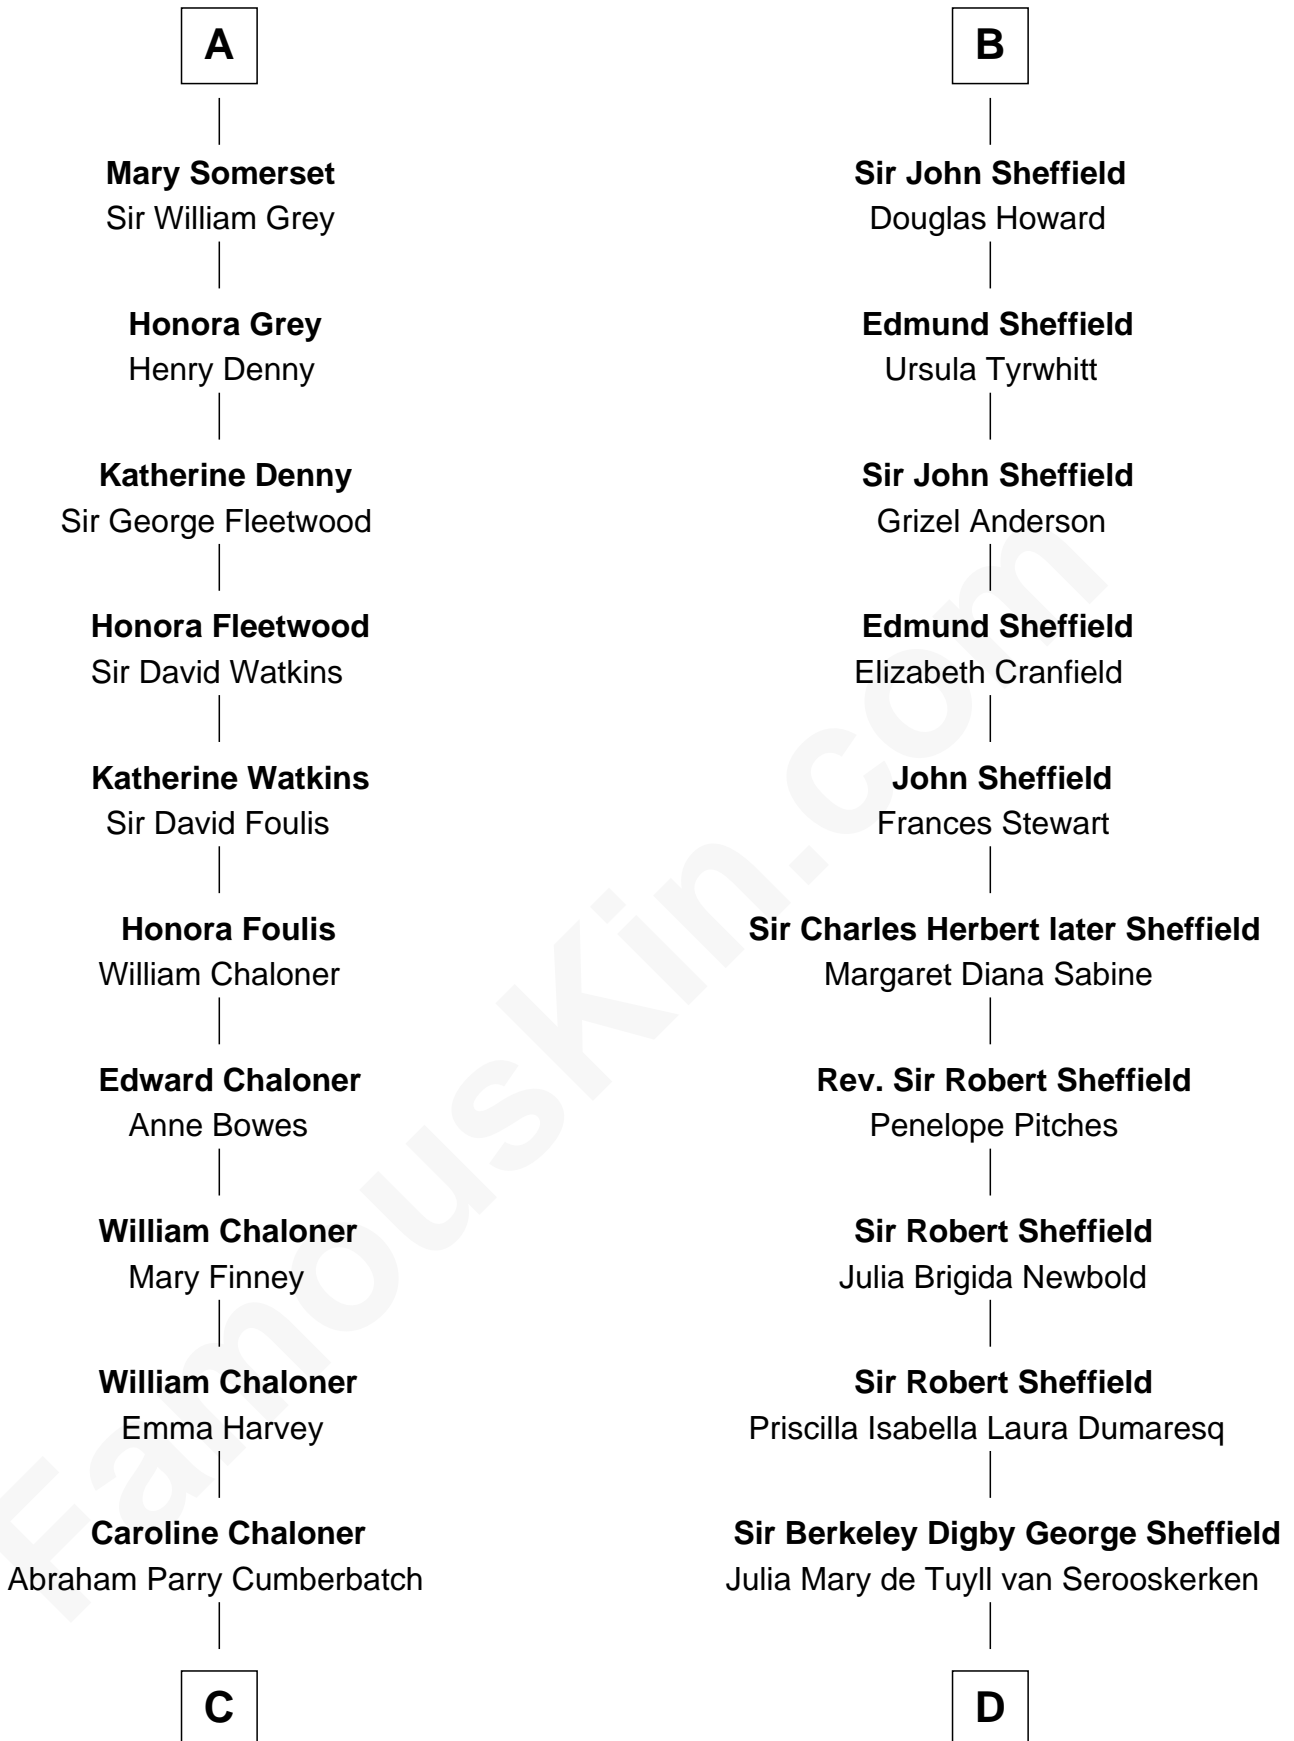 A
Mary Somerset
Sir William Grey
Honora Grey
Henry Denny
Katherine Denny
Sir George Fleetwood
Honora Fleetwood
Sir David Watkins
Katherine Watkins
Sir David Foulis
Honora Foulis
William Chaloner
Edward Chaloner
Anne Bowes
William Chaloner
Mary Finney
William Chaloner
Emma Harvey
Caroline Chaloner
Abraham Parry Cumberbatch
C
B
Sir John Sheffield
Douglas Howard
Edmund Sheffield
Ursula Tyrwhitt
Sir John Sheffield
Grizel Anderson
Edmund Sheffield
Elizabeth Cranfield
John Sheffield
Frances Stewart
Sir Charles Herbert later Sheffield
Margaret Diana Sabine
Rev. Sir Robert Sheffield
Penelope Pitches
Sir Robert Sheffield
Julia Brigida Newbold
Sir Robert Sheffield
Priscilla Isabella Laura Dumaresq
Sir Berkeley Digby George Sheffield
Julia Mary de Tuyll van Serooskerken
D
FamousKin.com